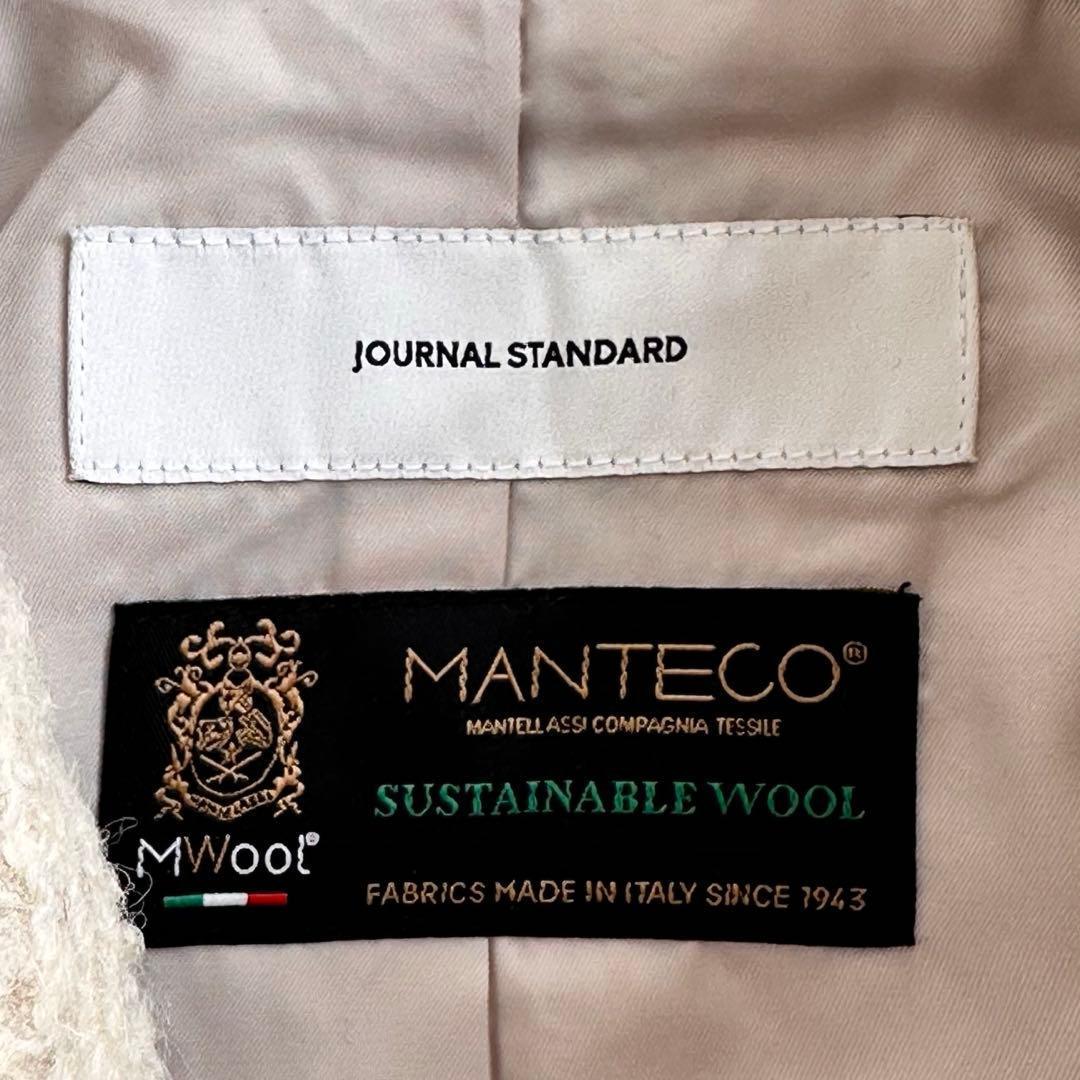 JOURNAL STANDARD
MANTECO®
MANTELLASSI COMPAGNIA TESSILE
SUSTAINABLE WOOL
MWool®
FABRICS MADE IN ITALY SINCE 1943